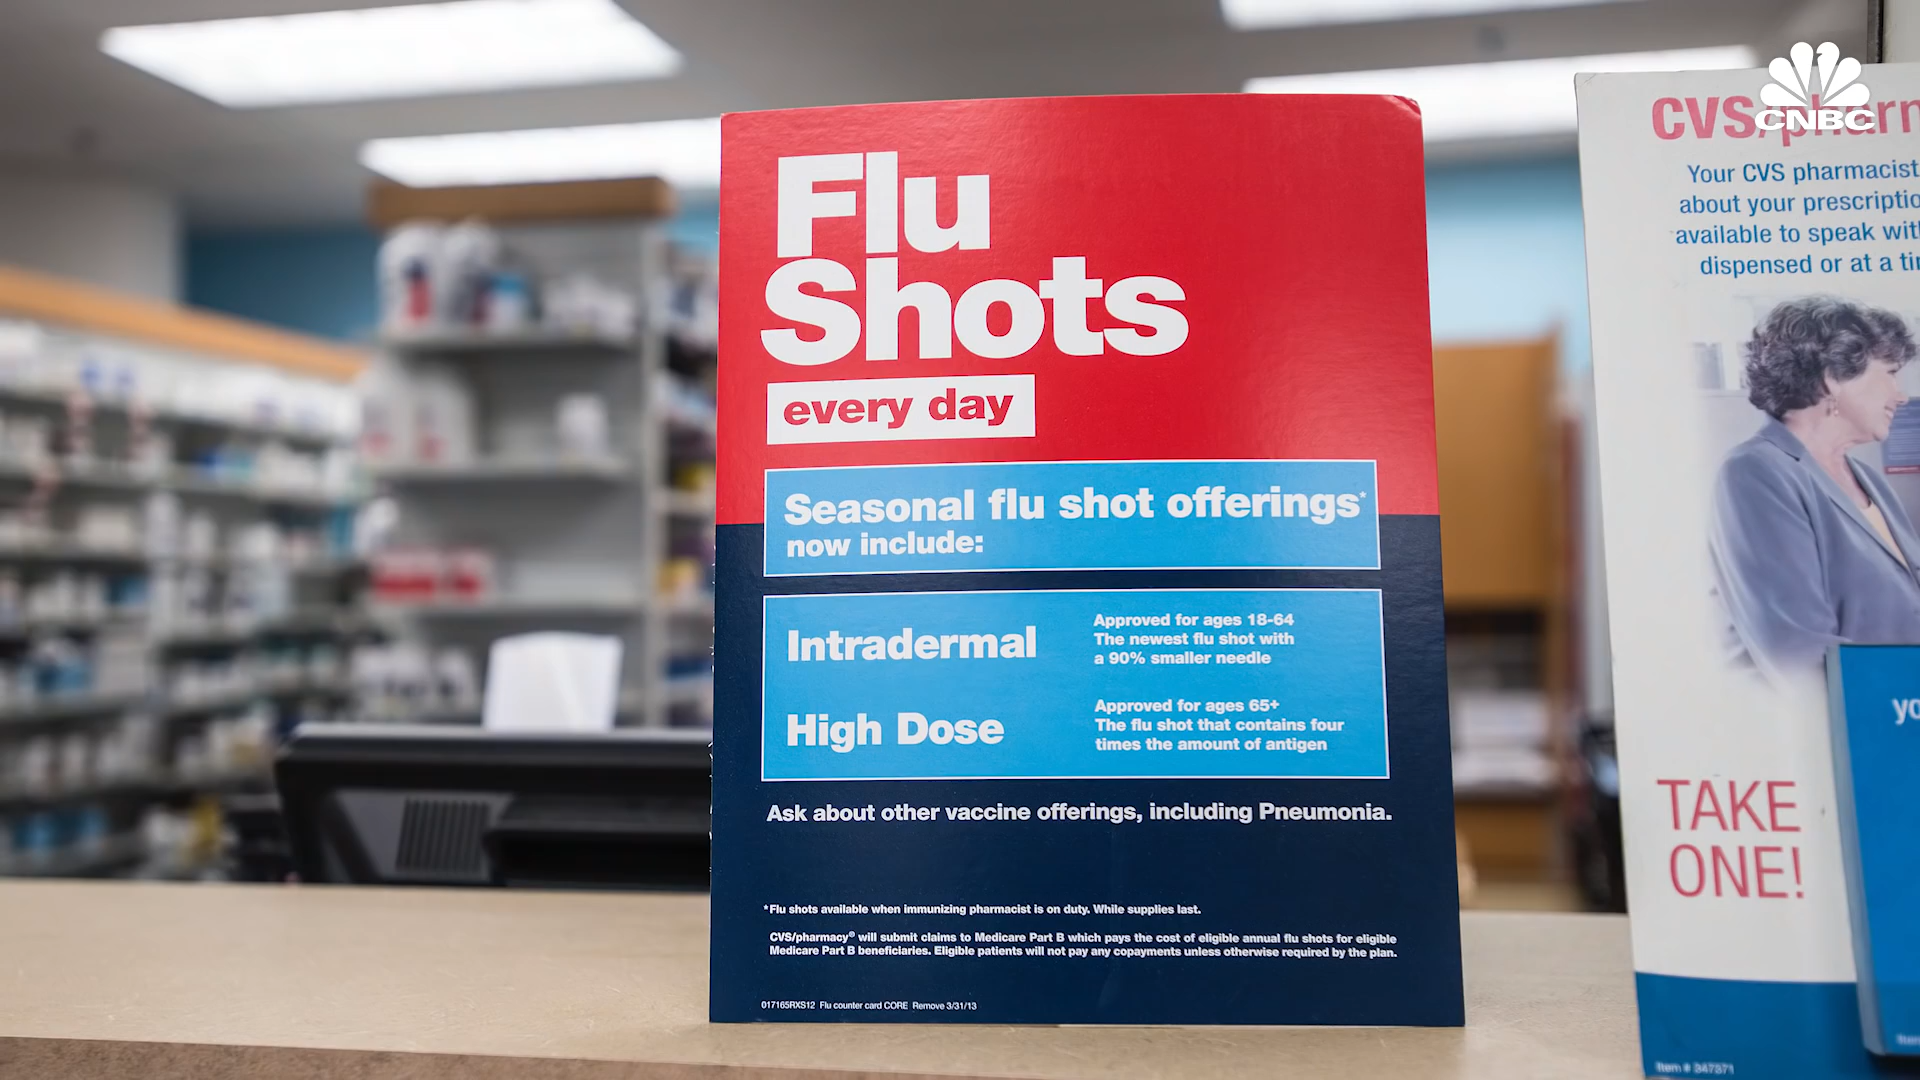 Flu
Shots
every day
Seasonal flu shot offerings*
now include:
Intradermal
Approved for ages 18-64
The newest flu shot with
a 90% smaller needle
High Dose
Approved for ages 65+
The flu shot that contains four
times the amount of antigen
Ask about other vaccine offerings, including Pneumonia.
*Flu shots available when immunizing pharmacist is on duty. While supplies last.
CVS/pharmacy® will submit claims to Medicare Part B which pays the cost of eligible annual flu shots for eligible
Medicare Part B beneficiaries. Eligible patients will not pay any copayments unless otherwise required by the plan.
017165RXS12 Flu counter card CORE Remove 3/31/13
CNBC
CVS/pharm
Your CVS pharmacist
about your prescriptio
available to speak wit
dispensed or at a ti
TAKE
ONE!
yo
Item # 347371